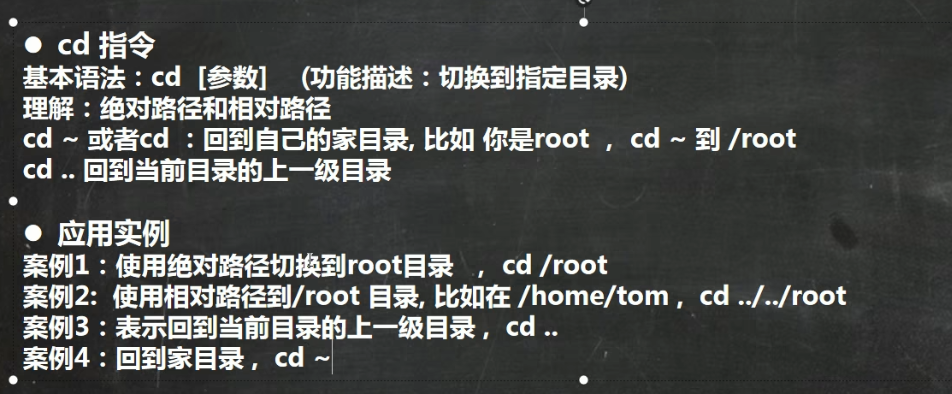 ● cd 指令
基本语法：cd [参数] (功能描述：切换到指定目录)
理解：绝对路径和相对路径
cd ~ 或者cd ：回到自己的家目录, 比如 你是root ， cd ~ 到 /root
cd .. 回到当前目录的上一级目录
● 应用实例
案例1：使用绝对路径切换到root目录 ， cd /root
案例2: 使用相对路径到/root 目录, 比如在 /home/tom , cd ../../root
案例3：表示回到当前目录的上一级目录 , cd ..
案例4：回到家目录 , cd ~